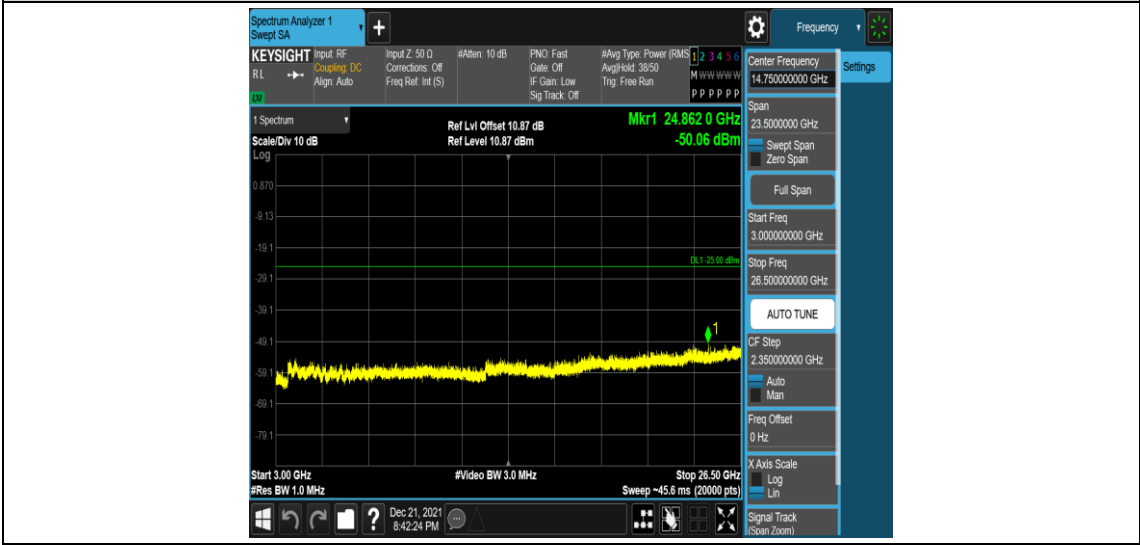 Spectrum Analyzer 1
Swept SA
+
Frequency
KEYSIGHT
RL
LM
Input: RF
Coupling: DC
Align: Auto
Input Z: 50 Ω
Corrections: Off
Freq Ref: Int (S)
#Atten: 10 dB
PNO: Fast
Gate: Off
IF Gain: Low
Sig Track: Off
#Avg Type: Power (RMS
Avg|Hold: 38/50
Trig: Free Run
1 2 3 4 5 6
M W W W W W
P P P P P P
1 Spectrum
Scale/Div 10 dB
Log
Ref Lvl Offset 10.87 dB
Ref Level 10.87 dBm
Mkr1 24.862 0 GHz
-50.06 dBm
0.870
-9.13
-19.1
DL1 -25.00 dBm
-29.1
-39.1
1
-49.1
-59.1
-69.1
-79.1
Start 3.00 GHz
#Res BW 1.0 MHz
#Video BW 3.0 MHz
Stop 26.50 GHz
Sweep ~45.6 ms (20000 pts)
?
Dec 21, 2021
8:42:24 PM
Center Frequency
14.750000000 GHz
Settings
Span
23.5000000 GHz
Swept Span
Zero Span
Full Span
Start Freq
3.000000000 GHz
Stop Freq
26.500000000 GHz
AUTO TUNE
CF Step
2.350000000 GHz
Auto
Man
Freq Offset
0 Hz
X Axis Scale
Log
Lin
Signal Track
(Span Zoom)